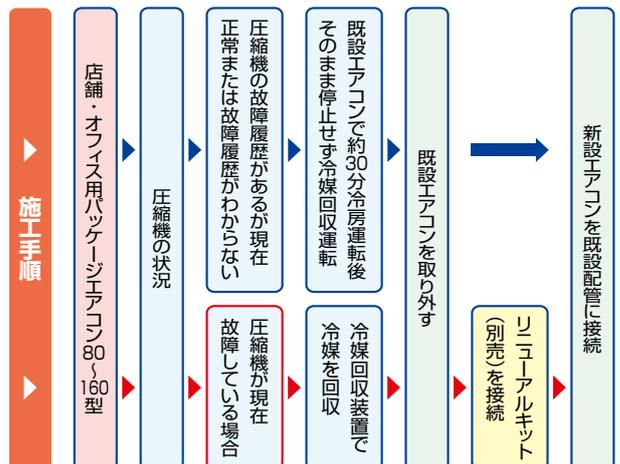 施工手順
店舗・オフィス用パッケージエアコン80～160型
圧縮機の状況
圧縮機の故障履歴があるが現在
正常または故障履歴がわからない
既設エアコンで約30分冷房運転後
そのまま停止せず冷媒回収運転
圧縮機が現在
故障している場合
冷媒回収装置で
冷媒を回収
既設エアコンを取り外す
リニューアルキット
（別売）を接続
新設エアコンを既設配管に接続